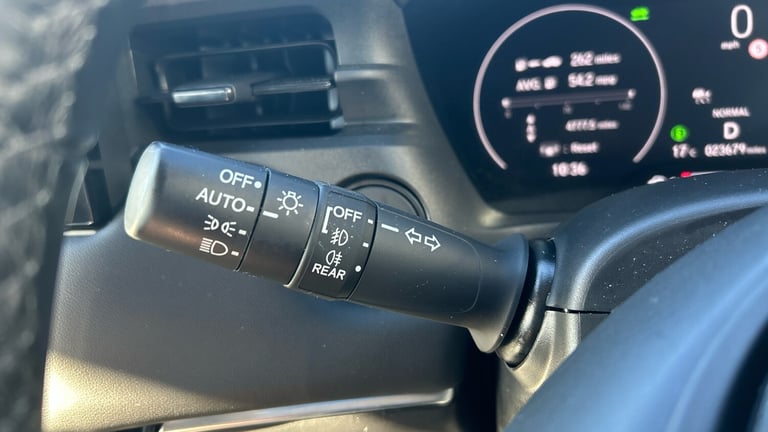 OFF
AUTO
OFF
REAR
262 miles
AVG.
54.2
4777.5 miles
: Reset
10:36
0
mph
NORMAL
D
17°C 023679 miles